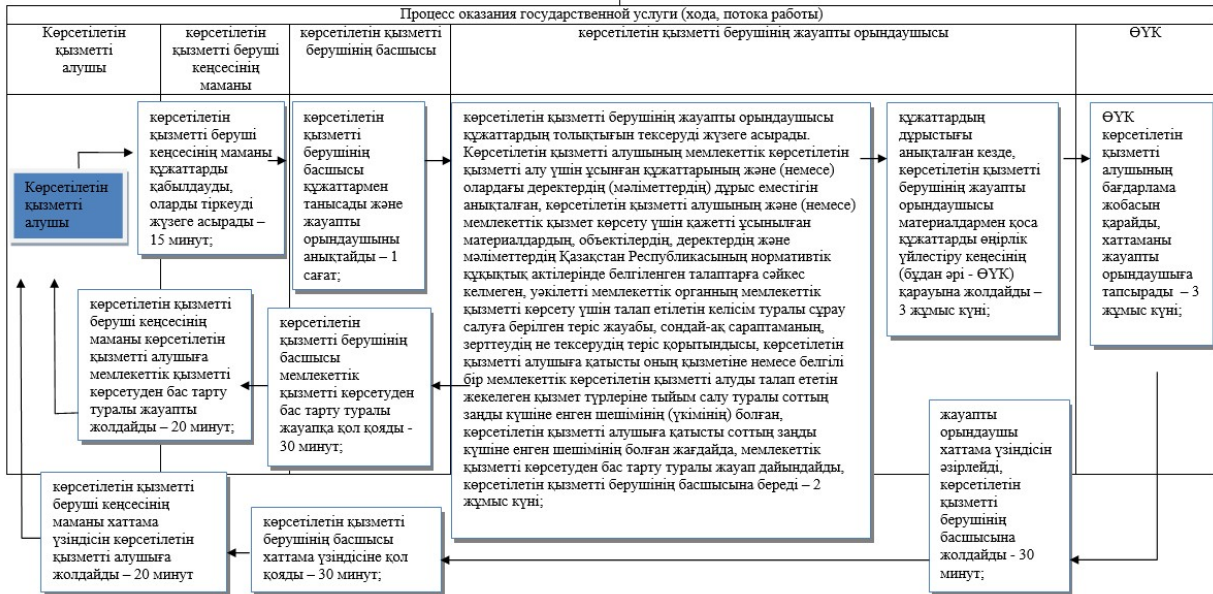 Процесс оказания государственной услуги (хода, потока работы)
Көрсетілетін
қызметті
алушы
көрсетілетін
қызметті беруші
кеңсесінің
маманы
көрсетілетін қызметті
берушінің басшысы
көрсетілетін қызметті берушінің жауапты орындаушысы
ӨҮК
Көрсетілетін
қызметті
алушы
көрсетілетін
қызметті беруші
кеңсесінің маманы
құжаттарды
қабылдауды,
оларды тіркеуді
жүзеге асырады –
15 минут;
көрсетілетін
қызметті
берушінің
басшысы
құжаттармен
танысады және
жауапты
орындаушыны
анықтайды – 1
сағат;
көрсетілетін қызметті берушінің жауапты орындаушысы
құжаттардың толықтығын тексеруді жүзеге асырады.
Көрсетілетін қызметті алушының мемлекеттік көрсетілетін
қызметті алу үшін ұсынған құжаттарының және (немесе)
олардағы деректердің (мәліметтердің) дұрыс еместігін
анықталған, көрсетілетін қызметті алушының және (немесе)
мемлекеттік қызмет көрсету үшін қажетті ұсынылған
материалдардың, объектілердің, деректердің және
мәліметтердің Қазақстан Республикасының нормативтік
құқықтық актілерінде белгіленген талаптарға сәйкес
келмеген, уәкілетті мемлекеттік органның мемлекеттік
қызметті көрсету үшін талап етілетін келісім туралы сұрау
салуға берілген теріс жауабы, сондай-ақ сараптаманың,
зерттеудің не тексерудің теріс қорытындысы, көрсетілетін
қызметті алушыға қатысты оның қызметіне немесе белгілі
бір мемлекеттік көрсетілетін қызметті алуды талап ететін
жекелеген қызмет түрлеріне тыйым салу туралы соттың
заңды күшіне енген шешімінің (үкімінің) болған,
көрсетілетін қызметті алушыға қатысты соттың заңды
күшіне енген шешімінің болған жағдайда, мемлекеттік
қызметті көрсетуден бас тарту туралы жауап дайындайды,
көрсетілетін қызметті берушінің басшысына береді – 2
жұмыс күні;
құжаттардың
дұрыстығы
анықталған кезде,
көрсетілетін қызметті
берушінің жауапты
орындаушысы
материалдармен қоса
құжаттарды өңірлік
үйлестіру кеңесінің
(бұдан әрі - ӨҮК)
қарауына жолдайды –
3 жұмыс күні;
ӨҮК
көрсетілетін
қызметті
алушының
бағдарлама
жобасын
қарайды,
хаттаманы
жауапты
орындаушыға
тапсырады – 3
жұмыс күні;
көрсетілетін қызметті
беруші кеңсесінің
маманы көрсетілетін
қызметті алушыға
мемлекеттік қызметті
көрсетуден бас тарту
туралы жауапты
жолдайды – 20 минут;
көрсетілетін
қызметті берушінің
басшысы
мемлекеттік
қызметті көрсетуден
бас тарту туралы
жауапқа қол қояды -
30 минут;
көрсетілетін қызметті
беруші кеңсесінің
маманы хаттама
үзіндісін көрсетілетін
қызметті алушыға
жолдайды – 20 минут
көрсетілетін қызметті
берушінің басшысы
хаттама үзіндісіне қол
қояды – 30 минут;
жауапты
орындаушы
хаттама үзіндісін
әзірлейді,
көрсетілетін
қызметті
берушінің
басшысына
жолдайды - 30
минут;